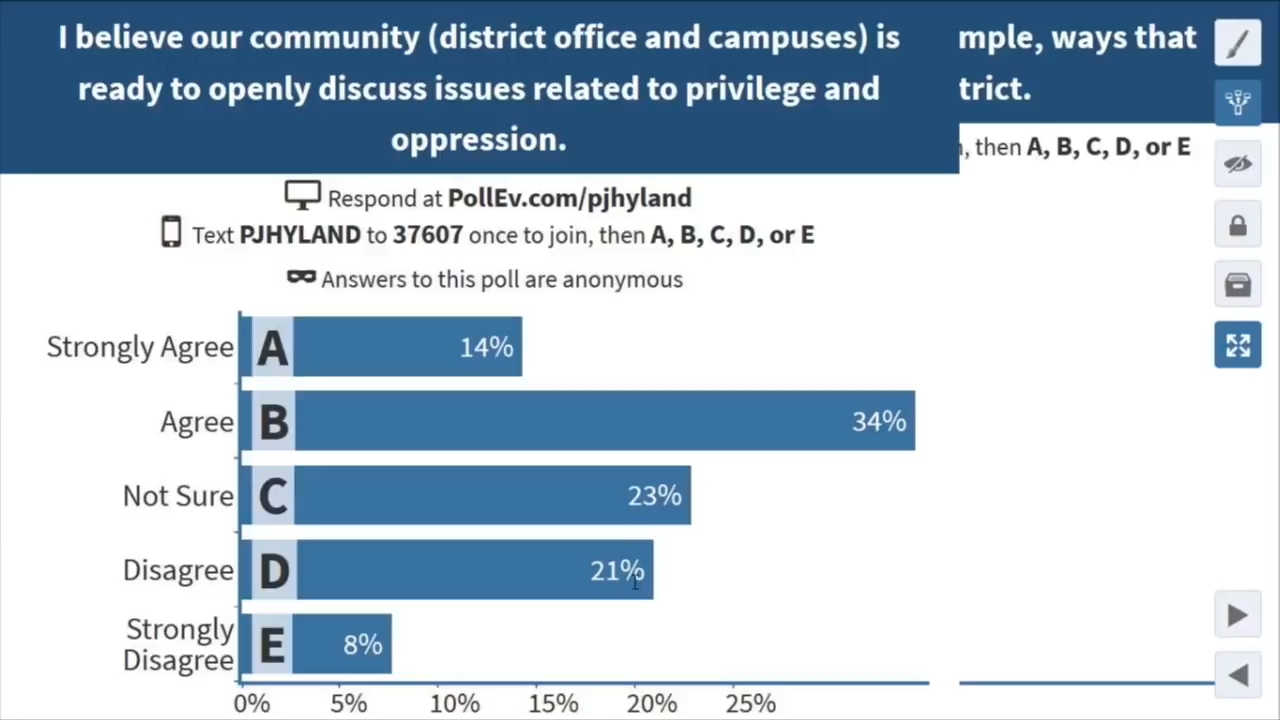 I believe our community (district office and campuses) is
ready to openly discuss issues related to privilege and
oppression.
mple, ways that
trict.
, then A, B, C, D, or E
Respond at PollEv.com/pjhyland
Text PJHYLAND to 37607 once to join, then A, B, C, D, or E
Answers to this poll are anonymous
Strongly Agree A 14%
Agree B 34%
Not Sure C 23%
Disagree D 21%
Strongly
Disagree E 8%
0% 5% 10% 15% 20% 25%